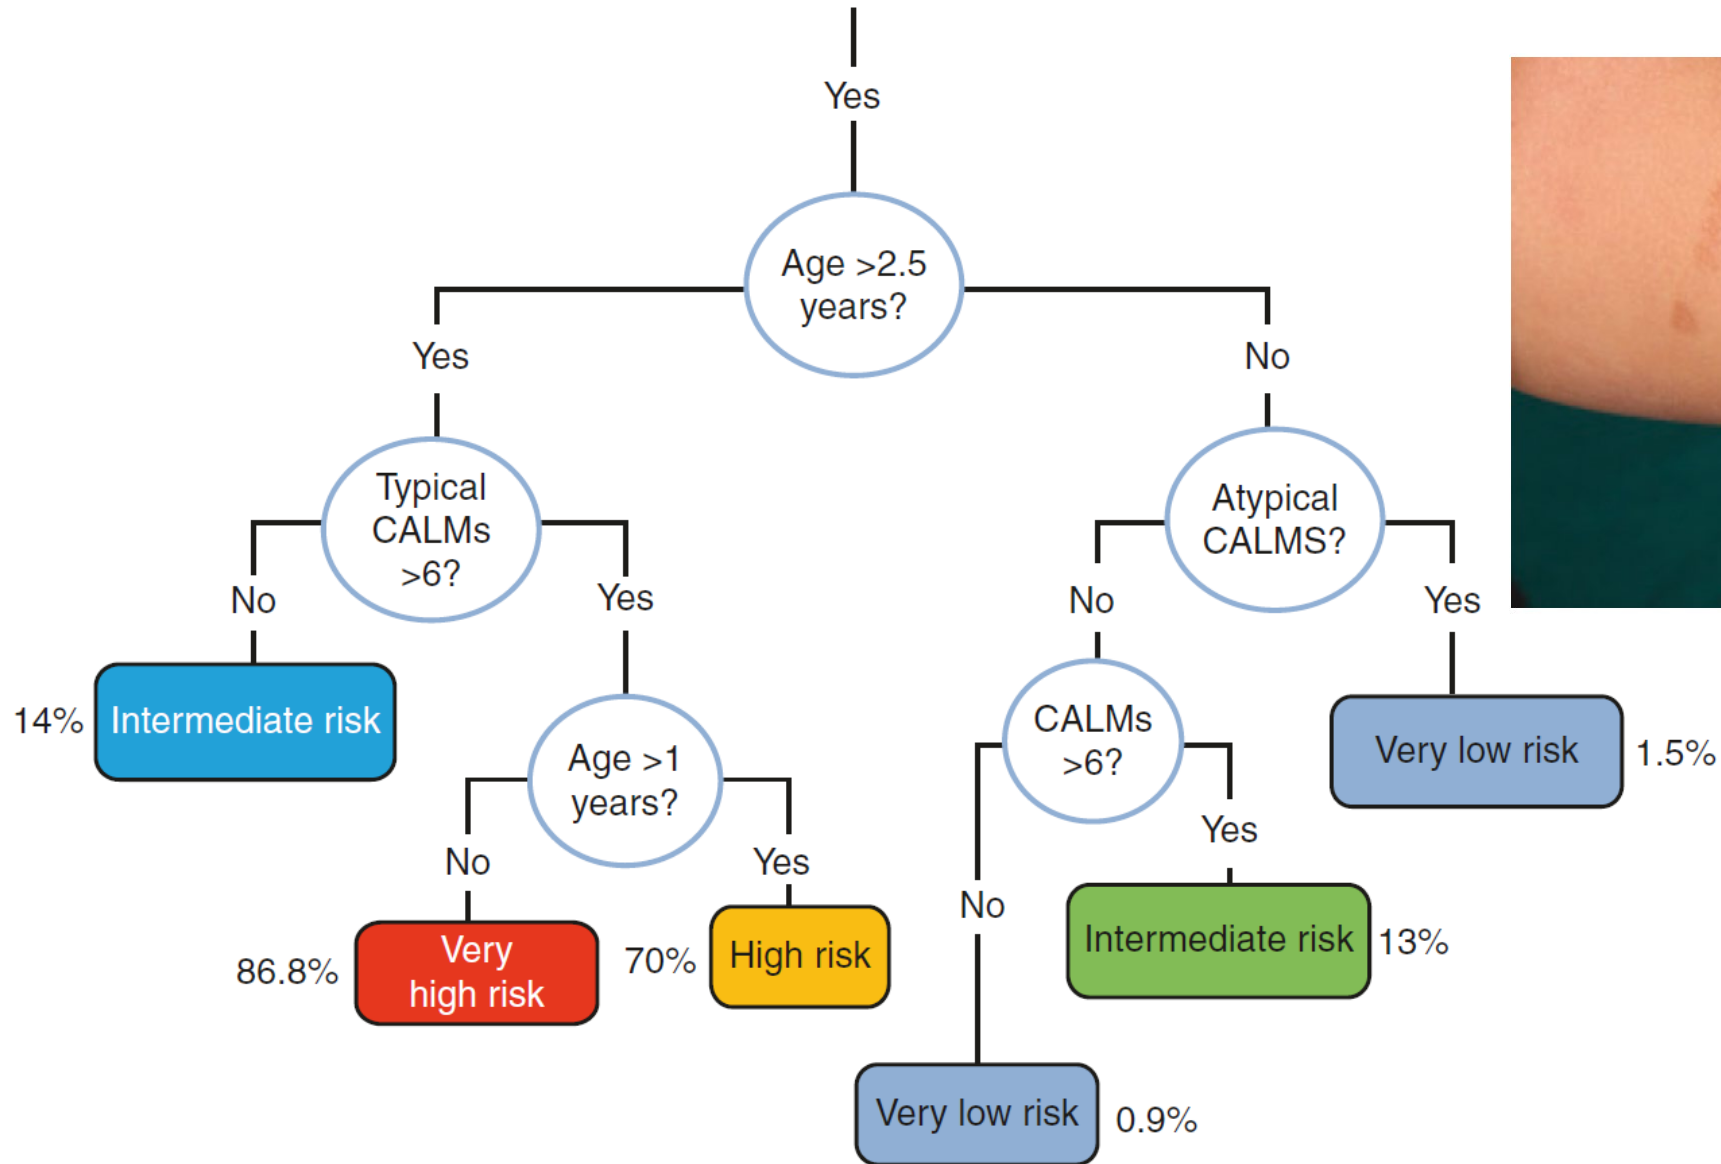 Yes
Age >2.5
years?
Yes
No
Typical
CALMs
>6?
Atypical
CALMS?
No
Yes
No
Yes
14%
Intermediate risk
Age >1
years?
CALMs
>6?
Very low risk
1.5%
No
Yes
No
Yes
86.8%
Very
high risk
70%
High risk
Intermediate risk
13%
Very low risk
0.9%